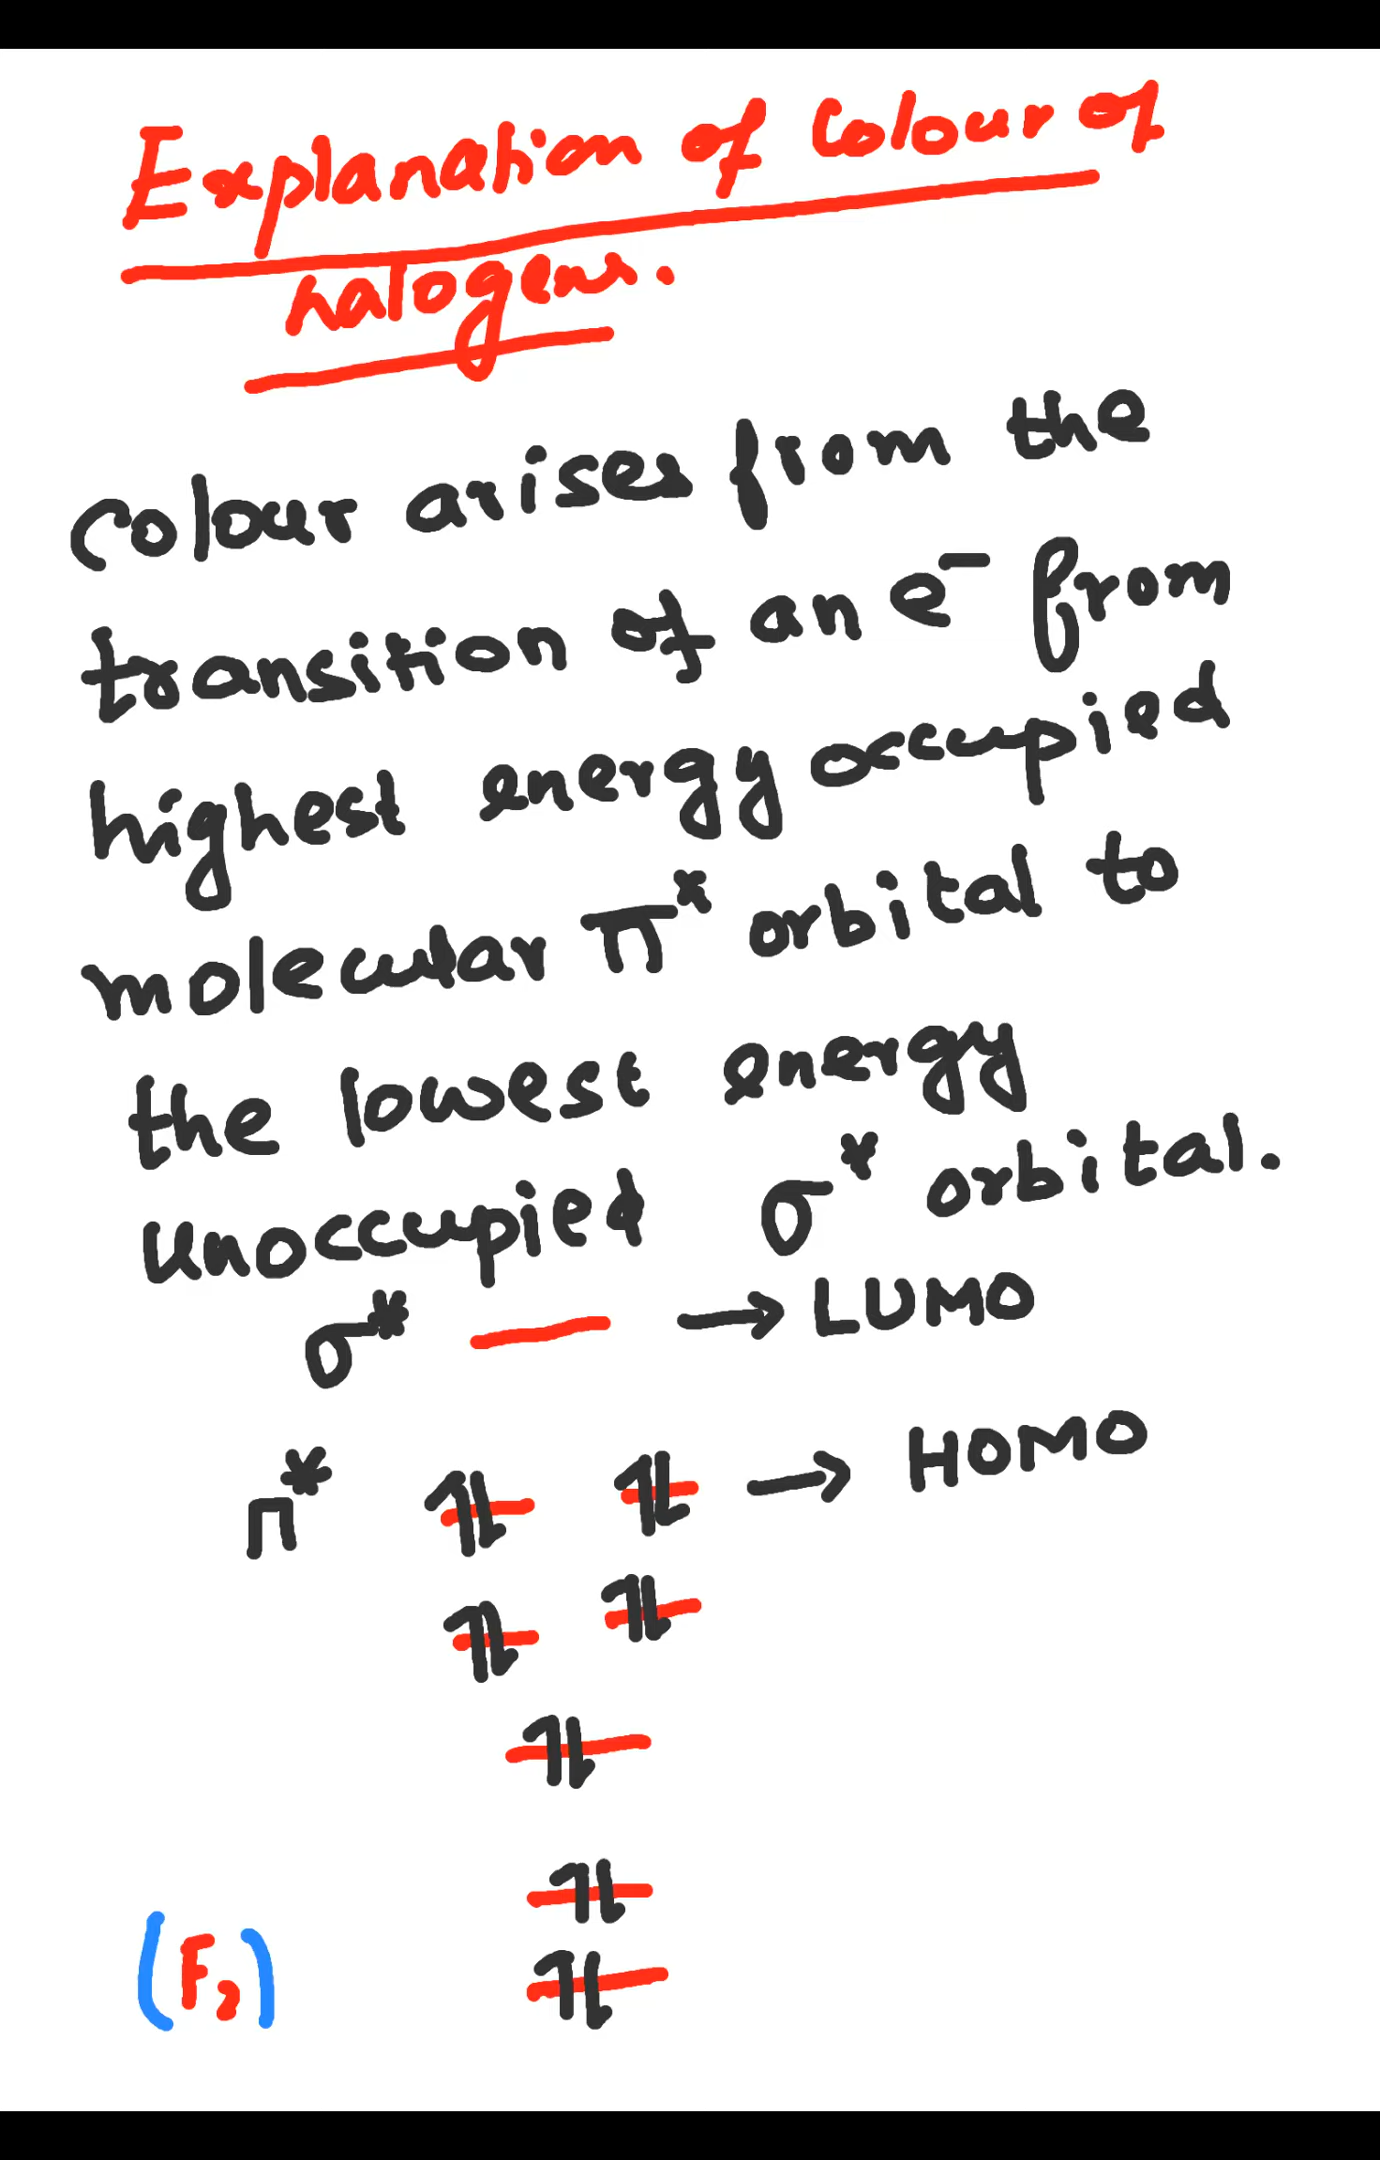 Explanation of Colour of
halogens.
Colour arises from the
transition of an e⁻ from
highest energy occupied
molecular π* orbital to
the lowest energy
unoccupied σ* orbital.
σ* → LUMO
π* ⥮ ⥮ → HOMO
⥮ ⥮
⥮
⥮
(F₂) ⥮